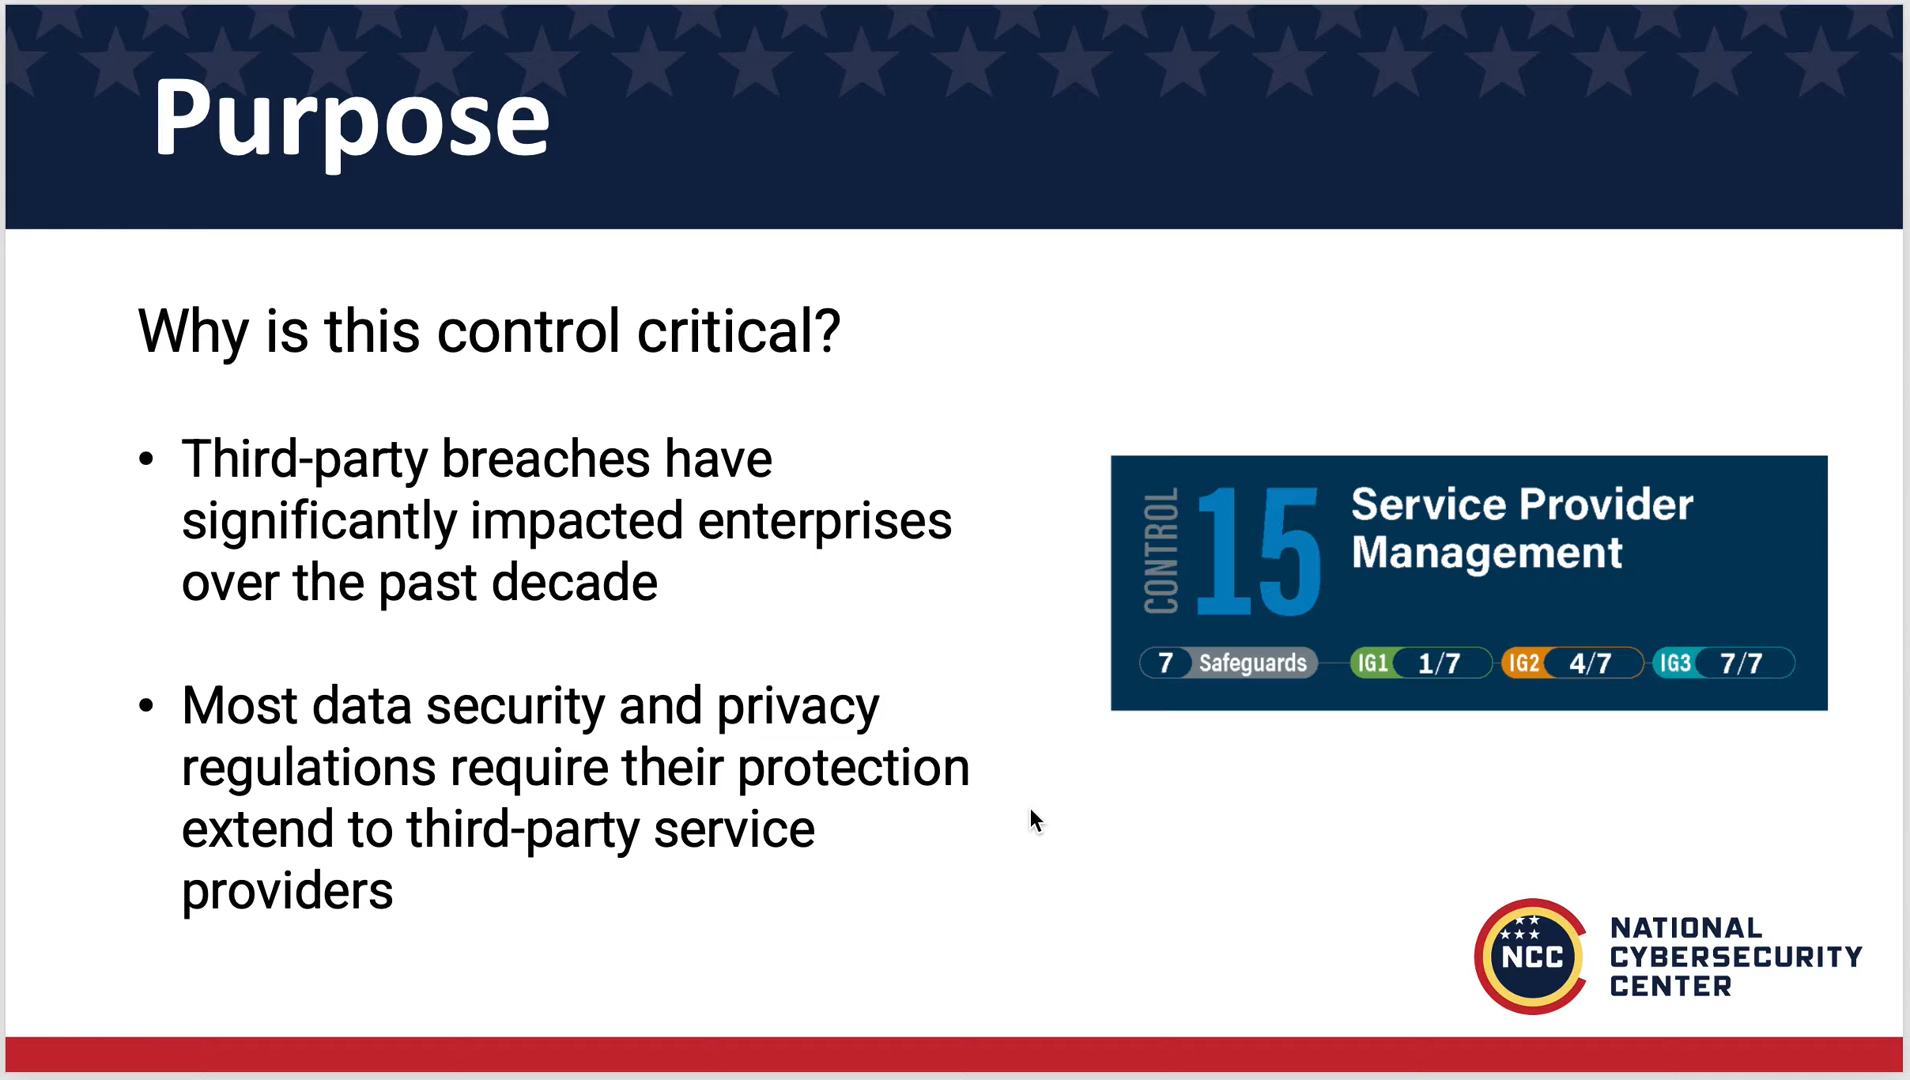 Purpose
Why is this control critical?
• Third-party breaches have
significantly impacted enterprises
over the past decade
• Most data security and privacy
regulations require their protection
extend to third-party service
providers
CONTROL
15
Service Provider
Management
7 Safeguards IG1 1/7 IG2 4/7 IG3 7/7
NCC
NATIONAL
CYBERSECURITY
CENTER